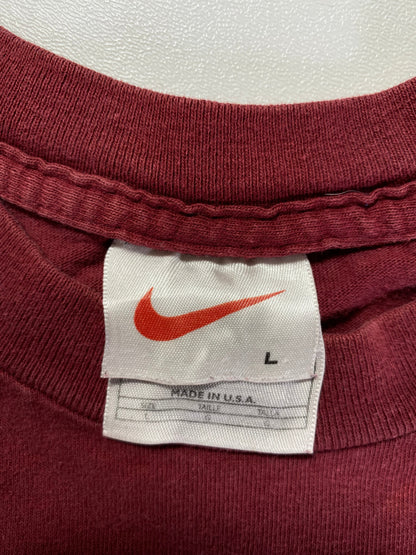 L
MADE IN U.S.A.
SIZE TAILLE TALLA
L G G